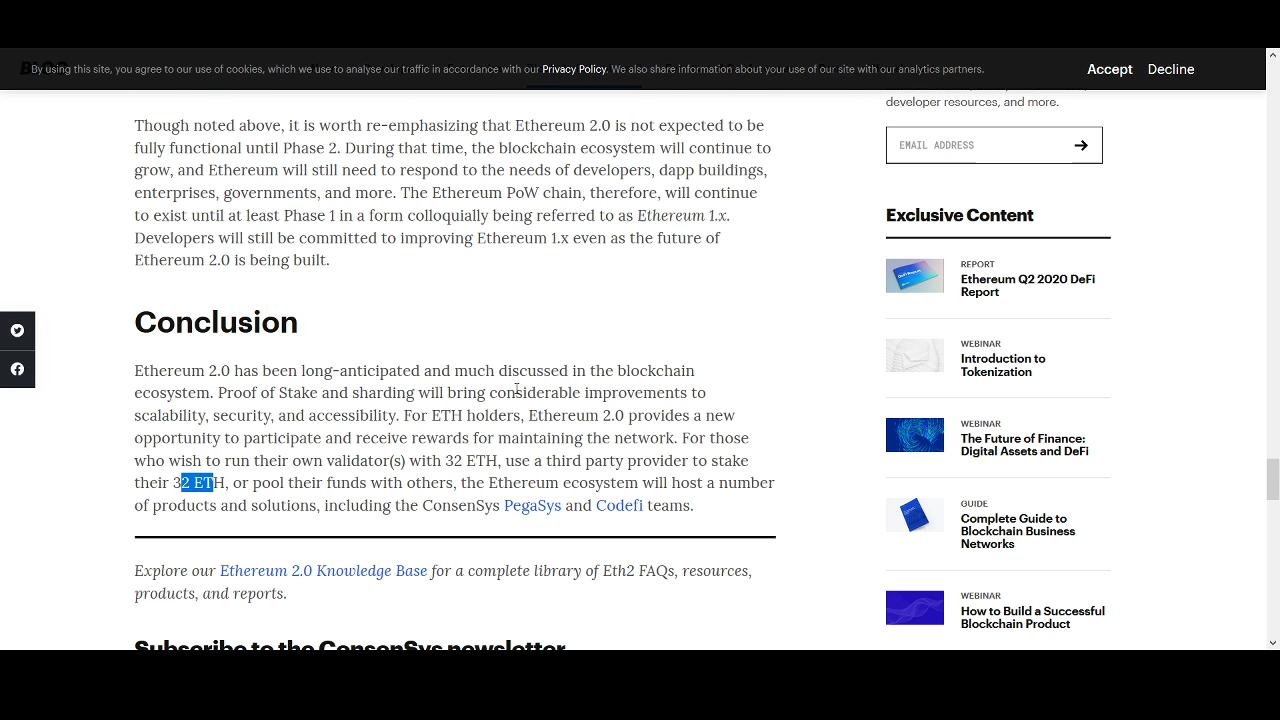 By using this site, you agree to our use of cookies, which we use to analyse our traffic in accordance with our Privacy Policy. We also share information about your use of our site with our analytics partners.
Accept Decline
Though noted above, it is worth re-emphasizing that Ethereum 2.0 is not expected to be
fully functional until Phase 2. During that time, the blockchain ecosystem will continue to
grow, and Ethereum will still need to respond to the needs of developers, dapp buildings,
enterprises, governments, and more. The Ethereum PoW chain, therefore, will continue
to exist until at least Phase 1 in a form colloquially being referred to as Ethereum 1.x.
Developers will still be committed to improving Ethereum 1.x even as the future of
Ethereum 2.0 is being built.
Conclusion
Ethereum 2.0 has been long-anticipated and much discussed in the blockchain
ecosystem. Proof of Stake and sharding will bring considerable improvements to
scalability, security, and accessibility. For ETH holders, Ethereum 2.0 provides a new
opportunity to participate and receive rewards for maintaining the network. For those
who wish to run their own validator(s) with 32 ETH, use a third party provider to stake
their 32 ETH, or pool their funds with others, the Ethereum ecosystem will host a number
of products and solutions, including the ConsenSys PegaSys and Codefi teams.
Explore our Ethereum 2.0 Knowledge Base for a complete library of Eth2 FAQs, resources,
products, and reports.
Subscribe to the ConsenSys newsletter
developer resources, and more.
EMAIL ADDRESS
Exclusive Content
REPORT
Ethereum Q2 2020 DeFi
Report
WEBINAR
Introduction to
Tokenization
WEBINAR
The Future of Finance:
Digital Assets and DeFi
GUIDE
Complete Guide to
Blockchain Business
Networks
WEBINAR
How to Build a Successful
Blockchain Product